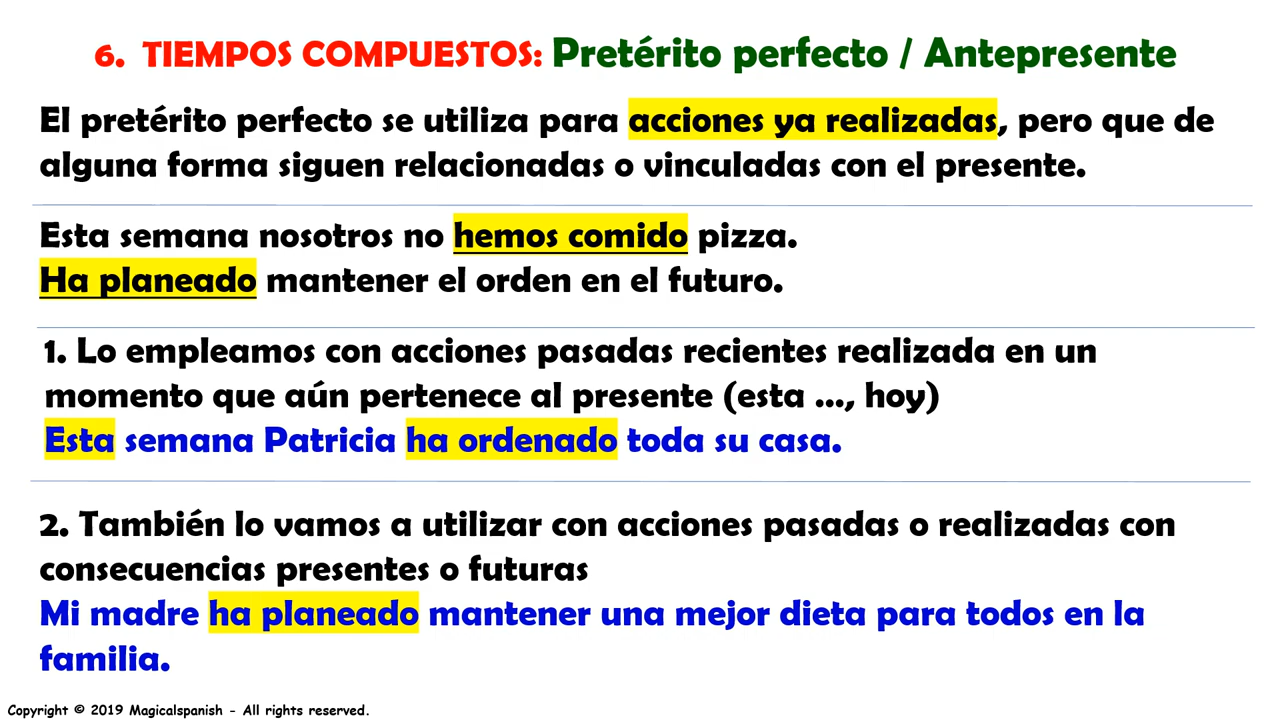 6. TIEMPOS COMPUESTOS: Pretérito perfecto / Antepresente
El pretérito perfecto se utiliza para acciones ya realizadas, pero que de
alguna forma siguen relacionadas o vinculadas con el presente.
Esta semana nosotros no hemos comido pizza.
Ha planeado mantener el orden en el futuro.
1. Lo empleamos con acciones pasadas recientes realizada en un
momento que aún pertenece al presente (esta ..., hoy)
Esta semana Patricia ha ordenado toda su casa.
2. También lo vamos a utilizar con acciones pasadas o realizadas con
consecuencias presentes o futuras
Mi madre ha planeado mantener una mejor dieta para todos en la
familia.
Copyright © 2019 Magicalspanish - All rights reserved.